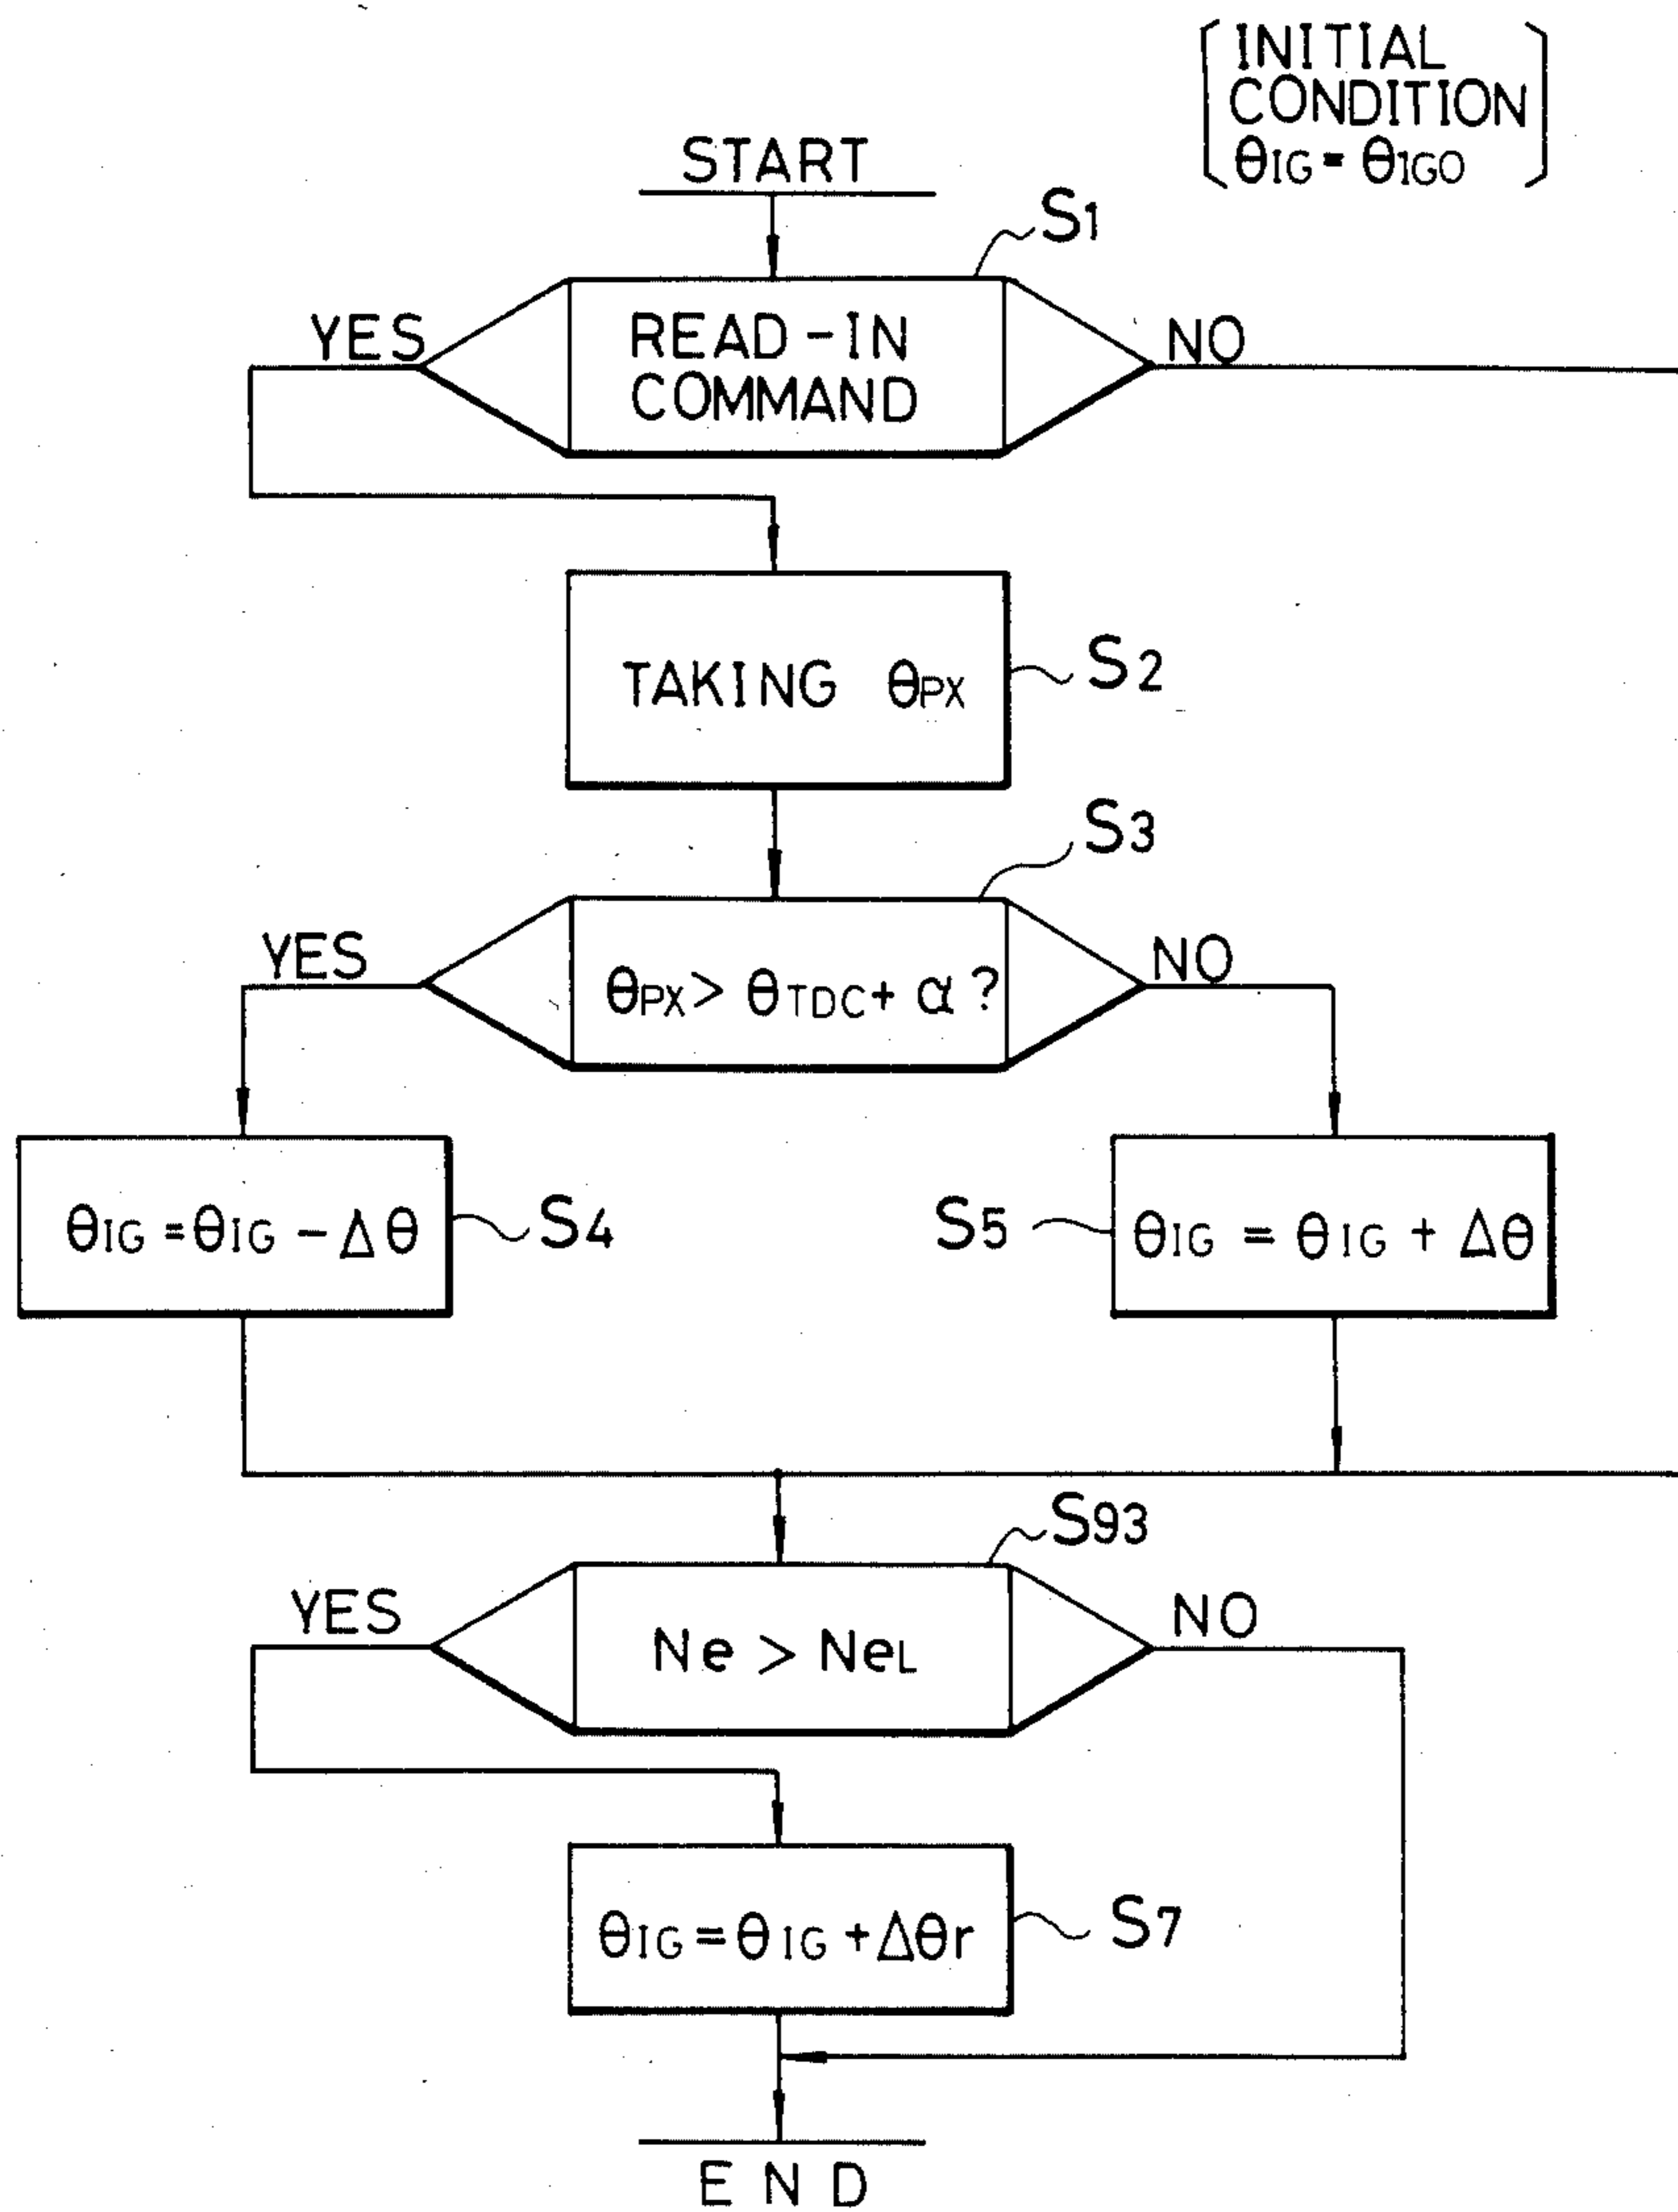 INITIAL
CONDITION
θIG = θIGO
START
S1
YES
READ-IN
COMMAND
NO
TAKING θPX
S2
S3
YES
θPX > θTDC + α ?
NO
θIG = θIG - Δθ
S4
S5
θIG = θIG + Δθ
S93
YES
Ne > NeL
NO
θIG = θIG + Δθr
S7
END